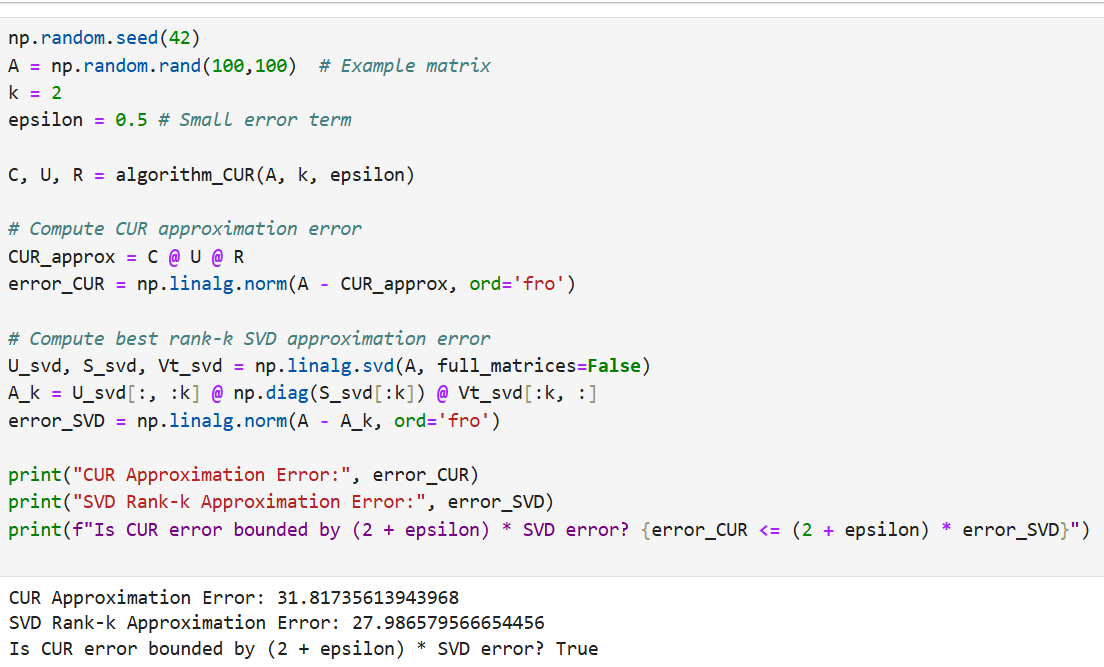 np.random.seed(42)
A = np.random.rand(100,100)  # Example matrix
k = 2
epsilon = 0.5 # Small error term
C, U, R = algorithm_CUR(A, k, epsilon)
# Compute CUR approximation error
CUR_approx = C @ U @ R
error_CUR = np.linalg.norm(A - CUR_approx, ord='fro')
# Compute best rank-k SVD approximation error
U_svd, S_svd, Vt_svd = np.linalg.svd(A, full_matrices=False)
A_k = U_svd[:, :k] @ np.diag(S_svd[:k]) @ Vt_svd[:k, :]
error_SVD = np.linalg.norm(A - A_k, ord='fro')
print("CUR Approximation Error:", error_CUR)
print("SVD Rank-k Approximation Error:", error_SVD)
print(f"Is CUR error bounded by (2 + epsilon) * SVD error? {error_CUR <= (2 + epsilon) * error_SVD}")
CUR Approximation Error: 31.81735613943968
SVD Rank-k Approximation Error: 27.986579566654456
Is CUR error bounded by (2 + epsilon) * SVD error? True